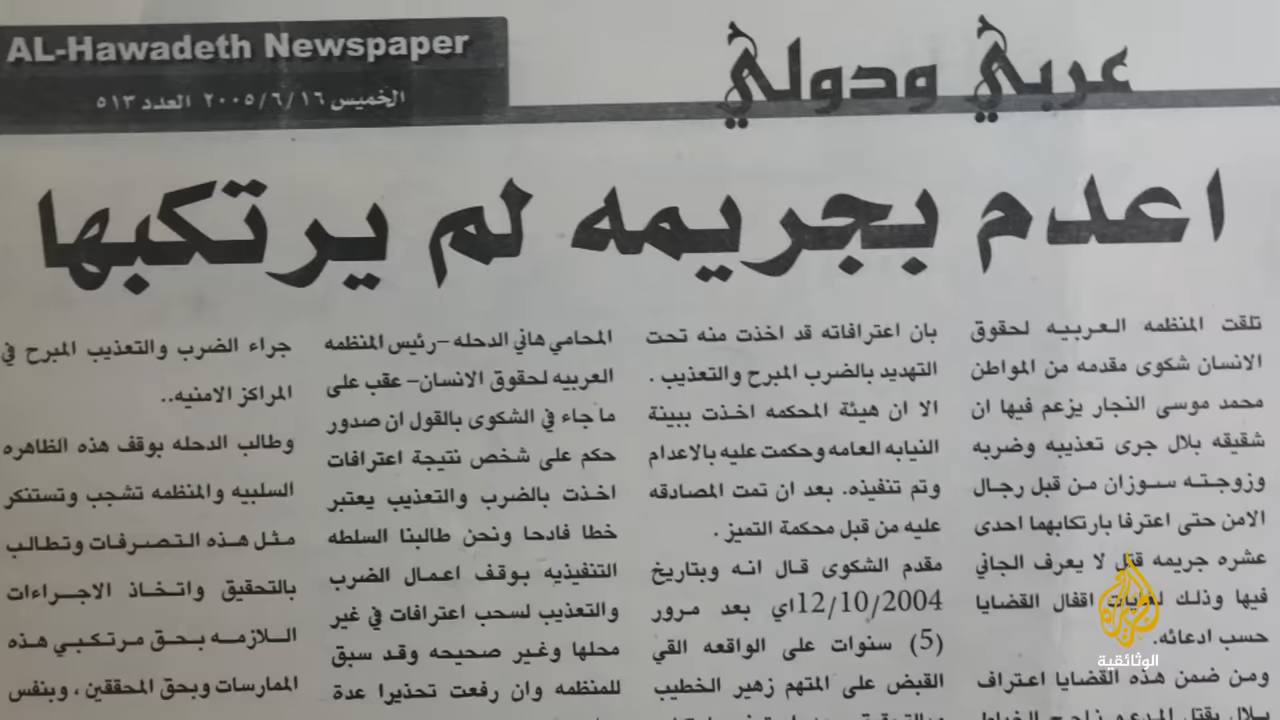 AL-Hawadeth Newspaper
الخميس ٢٠٠٥/٦/١٦ العدد ٥١٣
عربي ودولي
اعدم بجريمه لم يرتكبها
تلقت المنظمه العربيه لحقوق
الانسان شكوى مقدمه من المواطن
محمد موسى النجار يزعم فيها ان
شقيقه بلال جرى تعذيبه وضربه
وزوجته سوزان من قبل رجال
الامن حتى اعترفا بارتكابهما احدى
عشره جريمه قتل لا يعرف الجاني
فيها وذلك لغايات اقفال القضايا
حسب ادعائه.
ومن ضمن هذه القضايا اعتراف
بلال بقتل المدعو ناجح الخياط
بان اعترافاته قد اخذت منه تحت
التهديد بالضرب المبرح والتعذيب .
الا ان هيئة المحكمه اخذت ببينة
النيابه العامه وحكمت عليه بالاعدام
وتم تنفيذه. بعد ان تمت المصادقه
عليه من قبل محكمة التميز .
مقدم الشكوى قال انه وبتاريخ
12/10/2004اي بعد مرور
(5) سنوات على الواقعه القي
القبض على المتهم زهير الخطيب
المحامي هاني الدحله -رئيس المنظمه
العربيه لحقوق الانسان- عقب على
ما جاء في الشكوى بالقول ان صدور
حكم على شخص نتيجة اعترافات
اخذت بالضرب والتعذيب يعتبر
خطا فادحا ونحن طالبنا السلطه
التنفيذيه بوقف اعمال الضرب
والتعذيب لسحب اعترافات في غير
محلها وغير صحيحه وقد سبق
للمنظمه وان رفعت تحذيرا عدة
جراء الضرب والتعذيب المبرح في
المراكز الامنيه..
وطالب الدحله بوقف هذه الظاهره
السلبيه والمنظمه تشجب وتستنكر
مثل هذه التصرفات وتطالب
بالتحقيق واتخاذ الاجراءات
اللازمه بحق مرتكبي هذه
الممارسات وبحق المحققين ، وبنفس
الجزيرة
الوثائقية